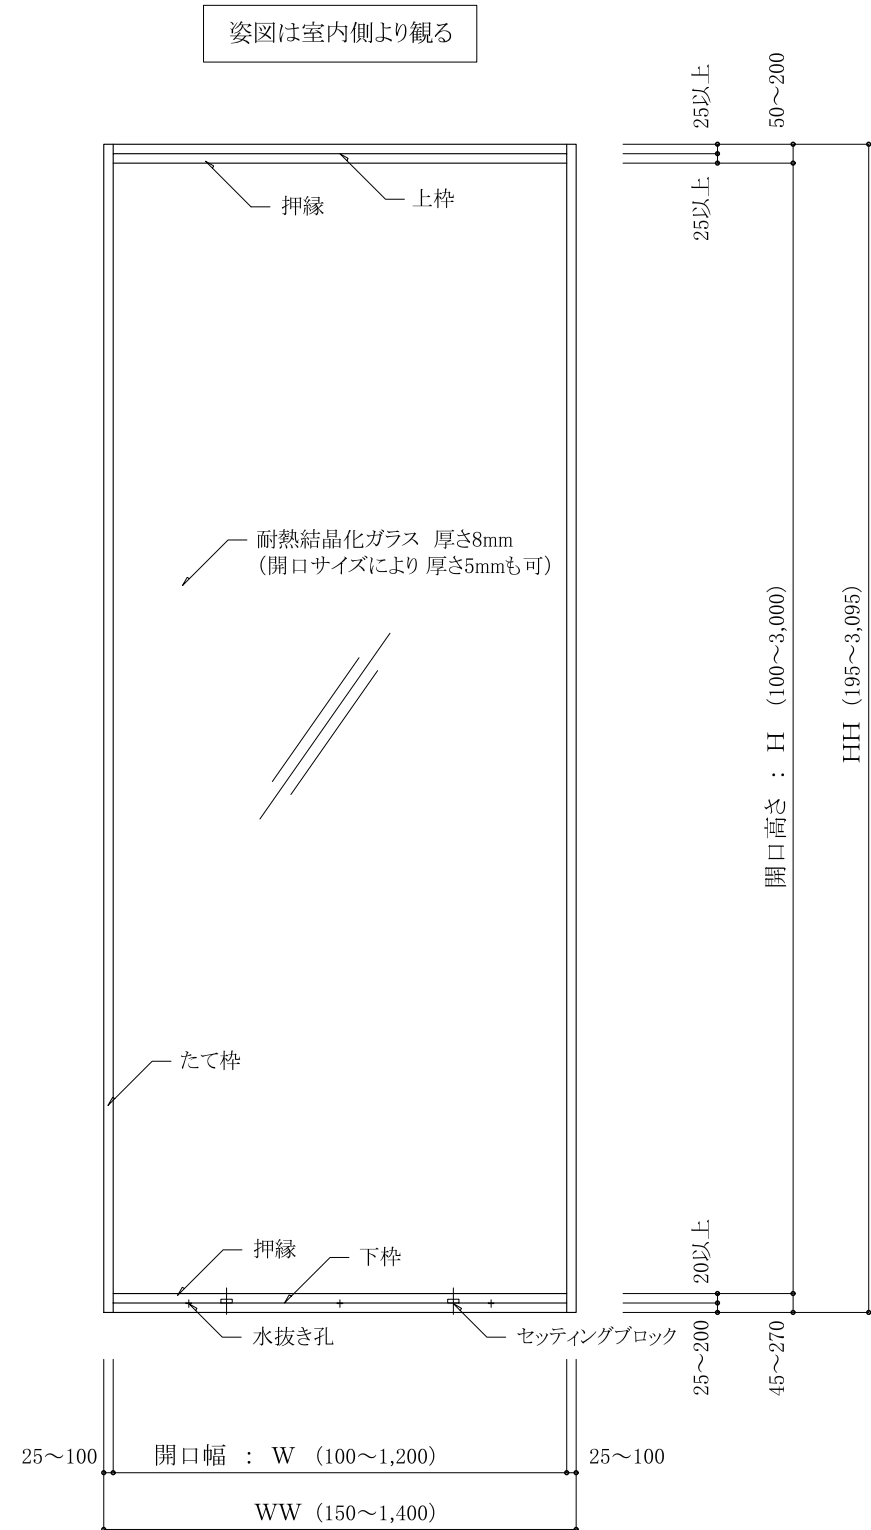 姿図は室内側より観る
25以上
50～200
25以上
押縁
上枠
耐熱結晶化ガラス 厚さ8mm
（開口サイズにより 厚さ5mmも可）
開口高さ : H (100～3,000)
HH (195～3,095)
たて枠
20以上
押縁
下枠
水抜き孔
セッティングブロック
25～200
45～270
25～100
開口幅 : W (100～1,200)
25～100
WW (150～1,400)